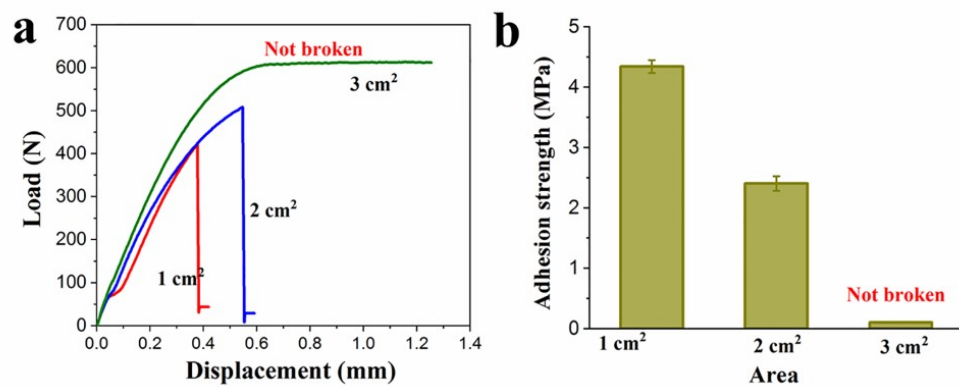 a
Load (N)
700
600
500
400
300
200
100
0
Not broken
3 cm²
2 cm²
1 cm²
0.0 0.2 0.4 0.6 0.8 1.0 1.2 1.4
Displacement (mm)
b
Adhesion strength (MPa)
5
4
3
2
1
0
Not broken
1 cm² 2 cm² 3 cm²
Area